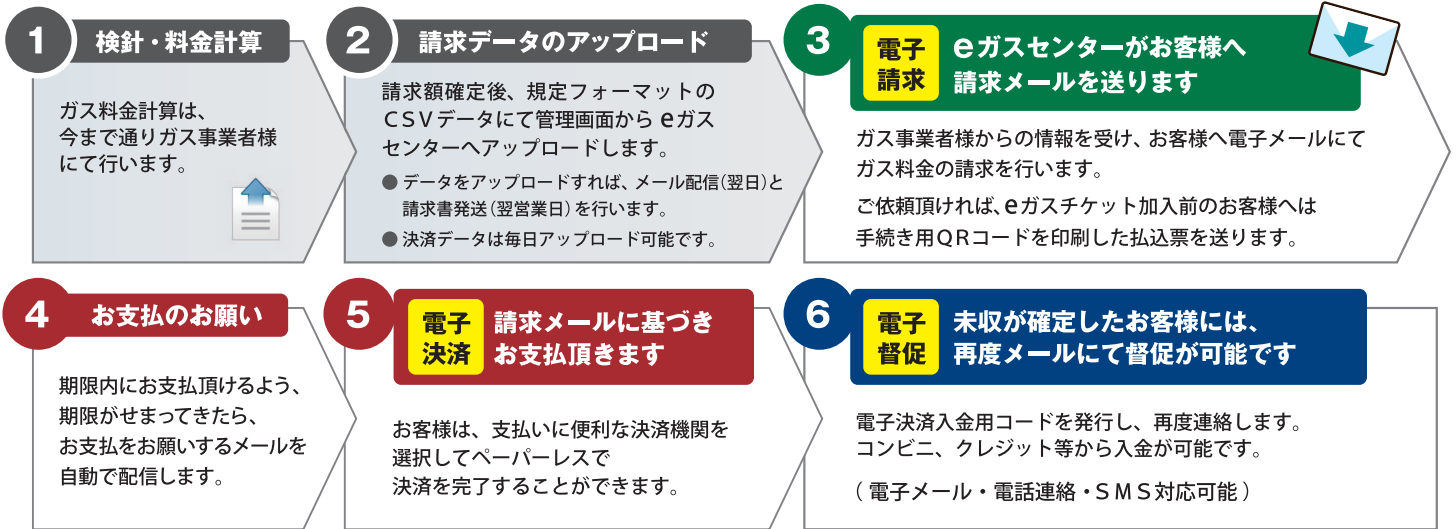 1 検針・料金計算
ガス料金計算は、
今まで通りガス事業者様
にて行います。
2 請求データのアップロード
請求額確定後、規定フォーマットの
CSVデータにて管理画面から eガス
センターへアップロードします。
● データをアップロードすれば、メール配信(翌日)と
請求書発送(翌営業日)を行います。
● 決済データは毎日アップロード可能です。
3 電子
請求
eガスセンターがお客様へ
請求メールを送ります
ガス事業者様からの情報を受け、お客様へ電子メールにて
ガス料金の請求を行います。
ご依頼頂ければ、eガスチケット加入前のお客様へは
手続き用QRコードを印刷した払込票を送ります。
4 お支払のお願い
期限内にお支払頂けるよう、
期限がせまってきたら、
お支払をお願いするメールを
自動で配信します。
5 電子
決済
請求メールに基づき
お支払頂きます
お客様は、支払いに便利な決済機関を
選択してペーパーレスで
決済を完了することができます。
6 電子
督促
未収が確定したお客様には、
再度メールにて督促が可能です
電子決済入金用コードを発行し、再度連絡します。
コンビニ、クレジット等から入金が可能です。
(電子メール・電話連絡・SMS対応可能)